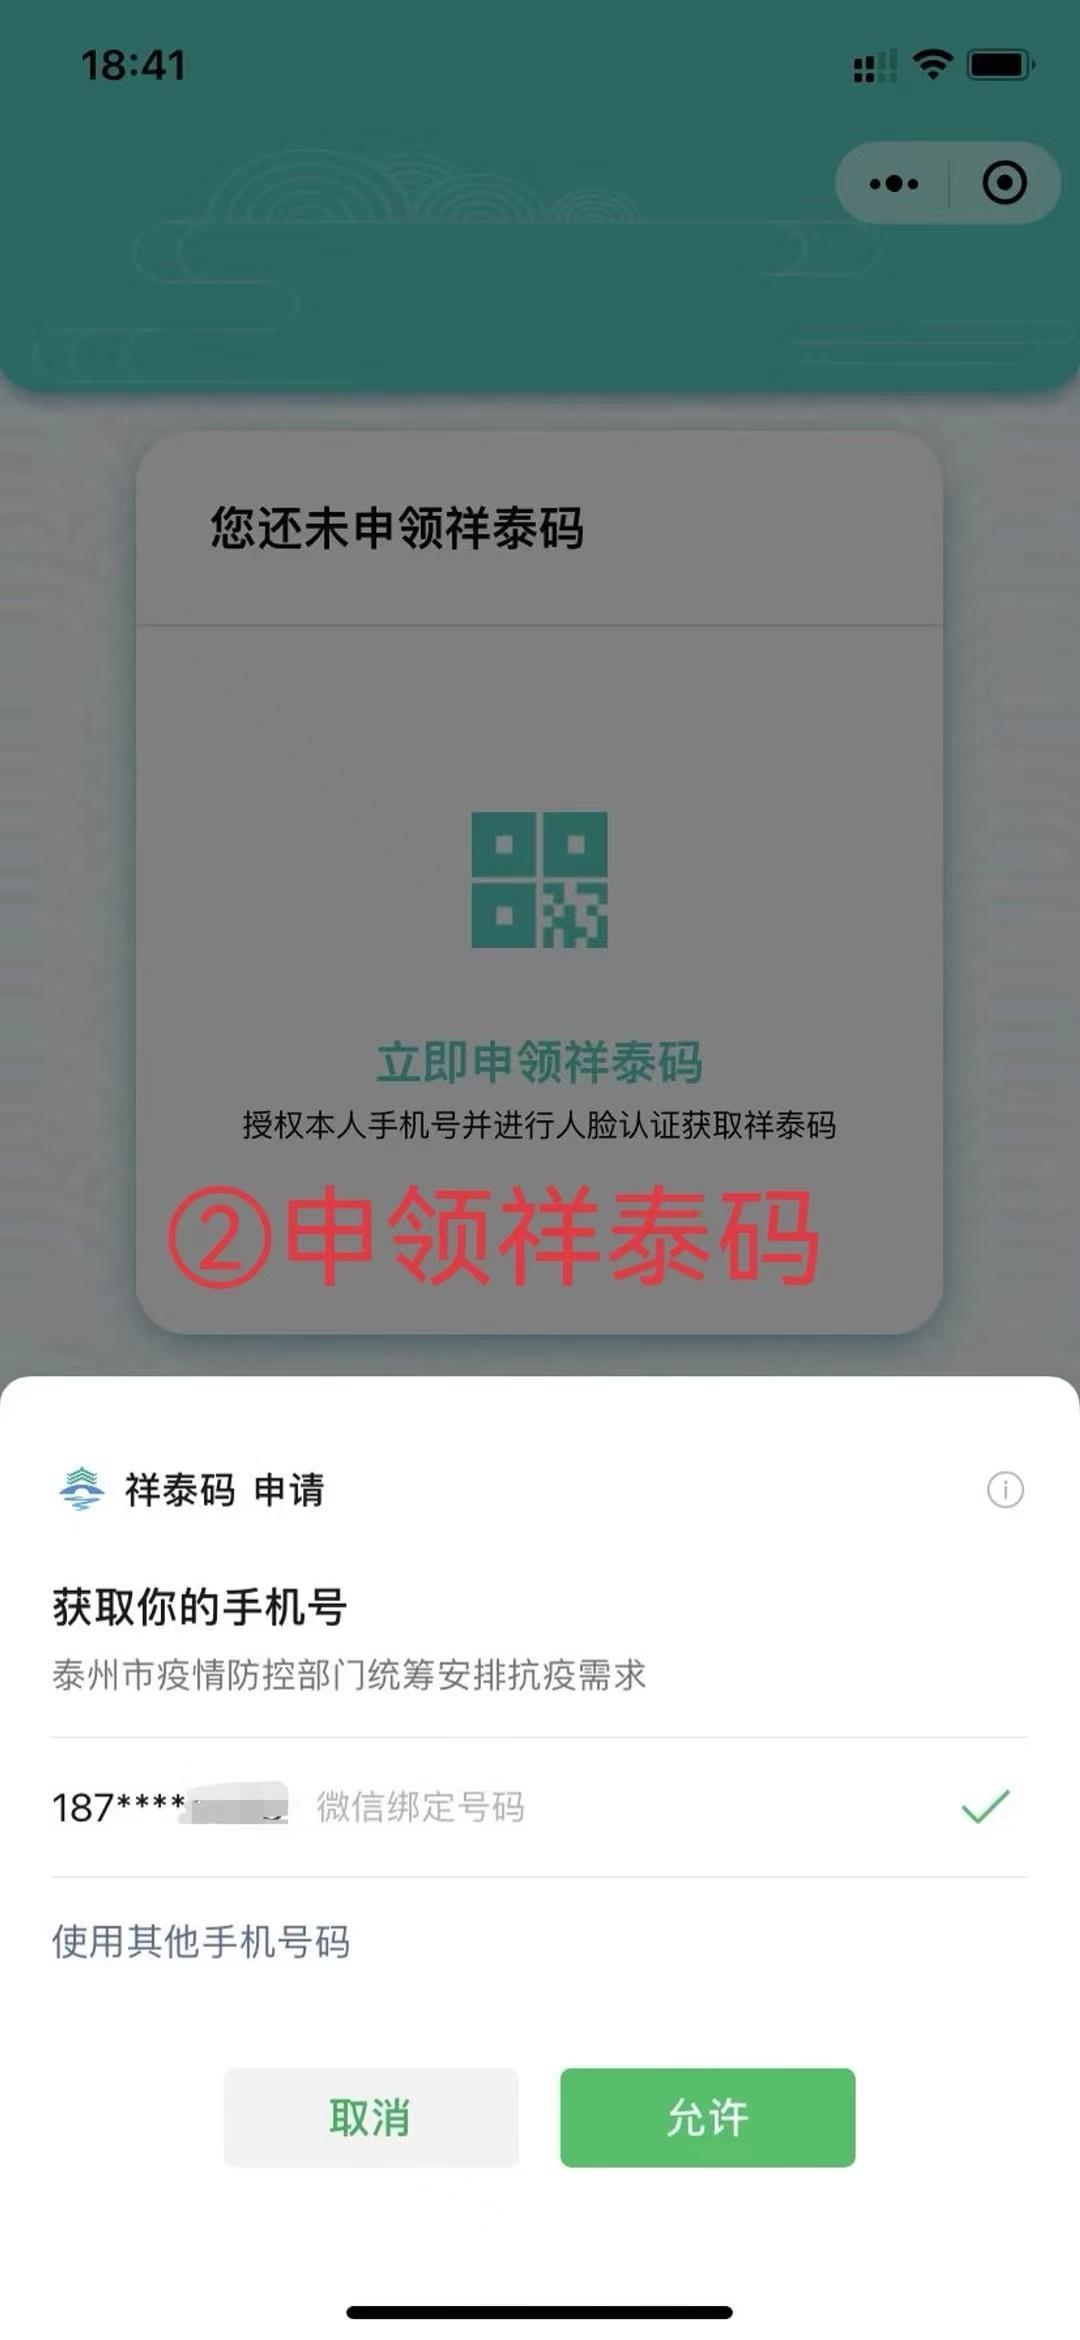 18:41
您还未申领祥泰码
立即申领祥泰码
授权本人手机号并进行人脸认证获取祥泰码
②申领祥泰码
祥泰码 申请
获取你的手机号
泰州市疫情防控部门统筹安排抗疫需求
187**** 微信绑定号码
使用其他手机号码
取消 允许